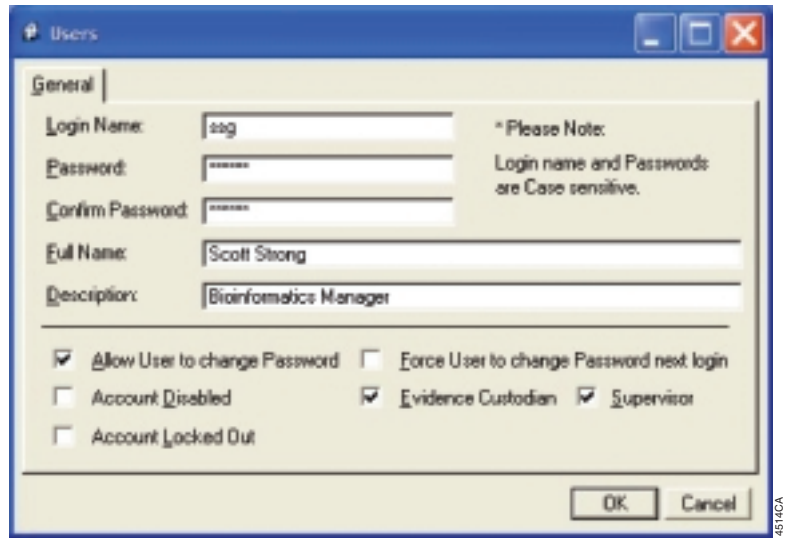 Users
General
Login Name: ssg
* Please Note:
Password: ******
Login name and Passwords
are Case sensitive.
Confirm Password: ******
Full Name: Scott Strong
Description: Bioinformatics Manager
Allow User to change Password Force User to change Password next login
Account Disabled Evidence Custodian Supervisor
Account Locked Out
OK Cancel
4514CA